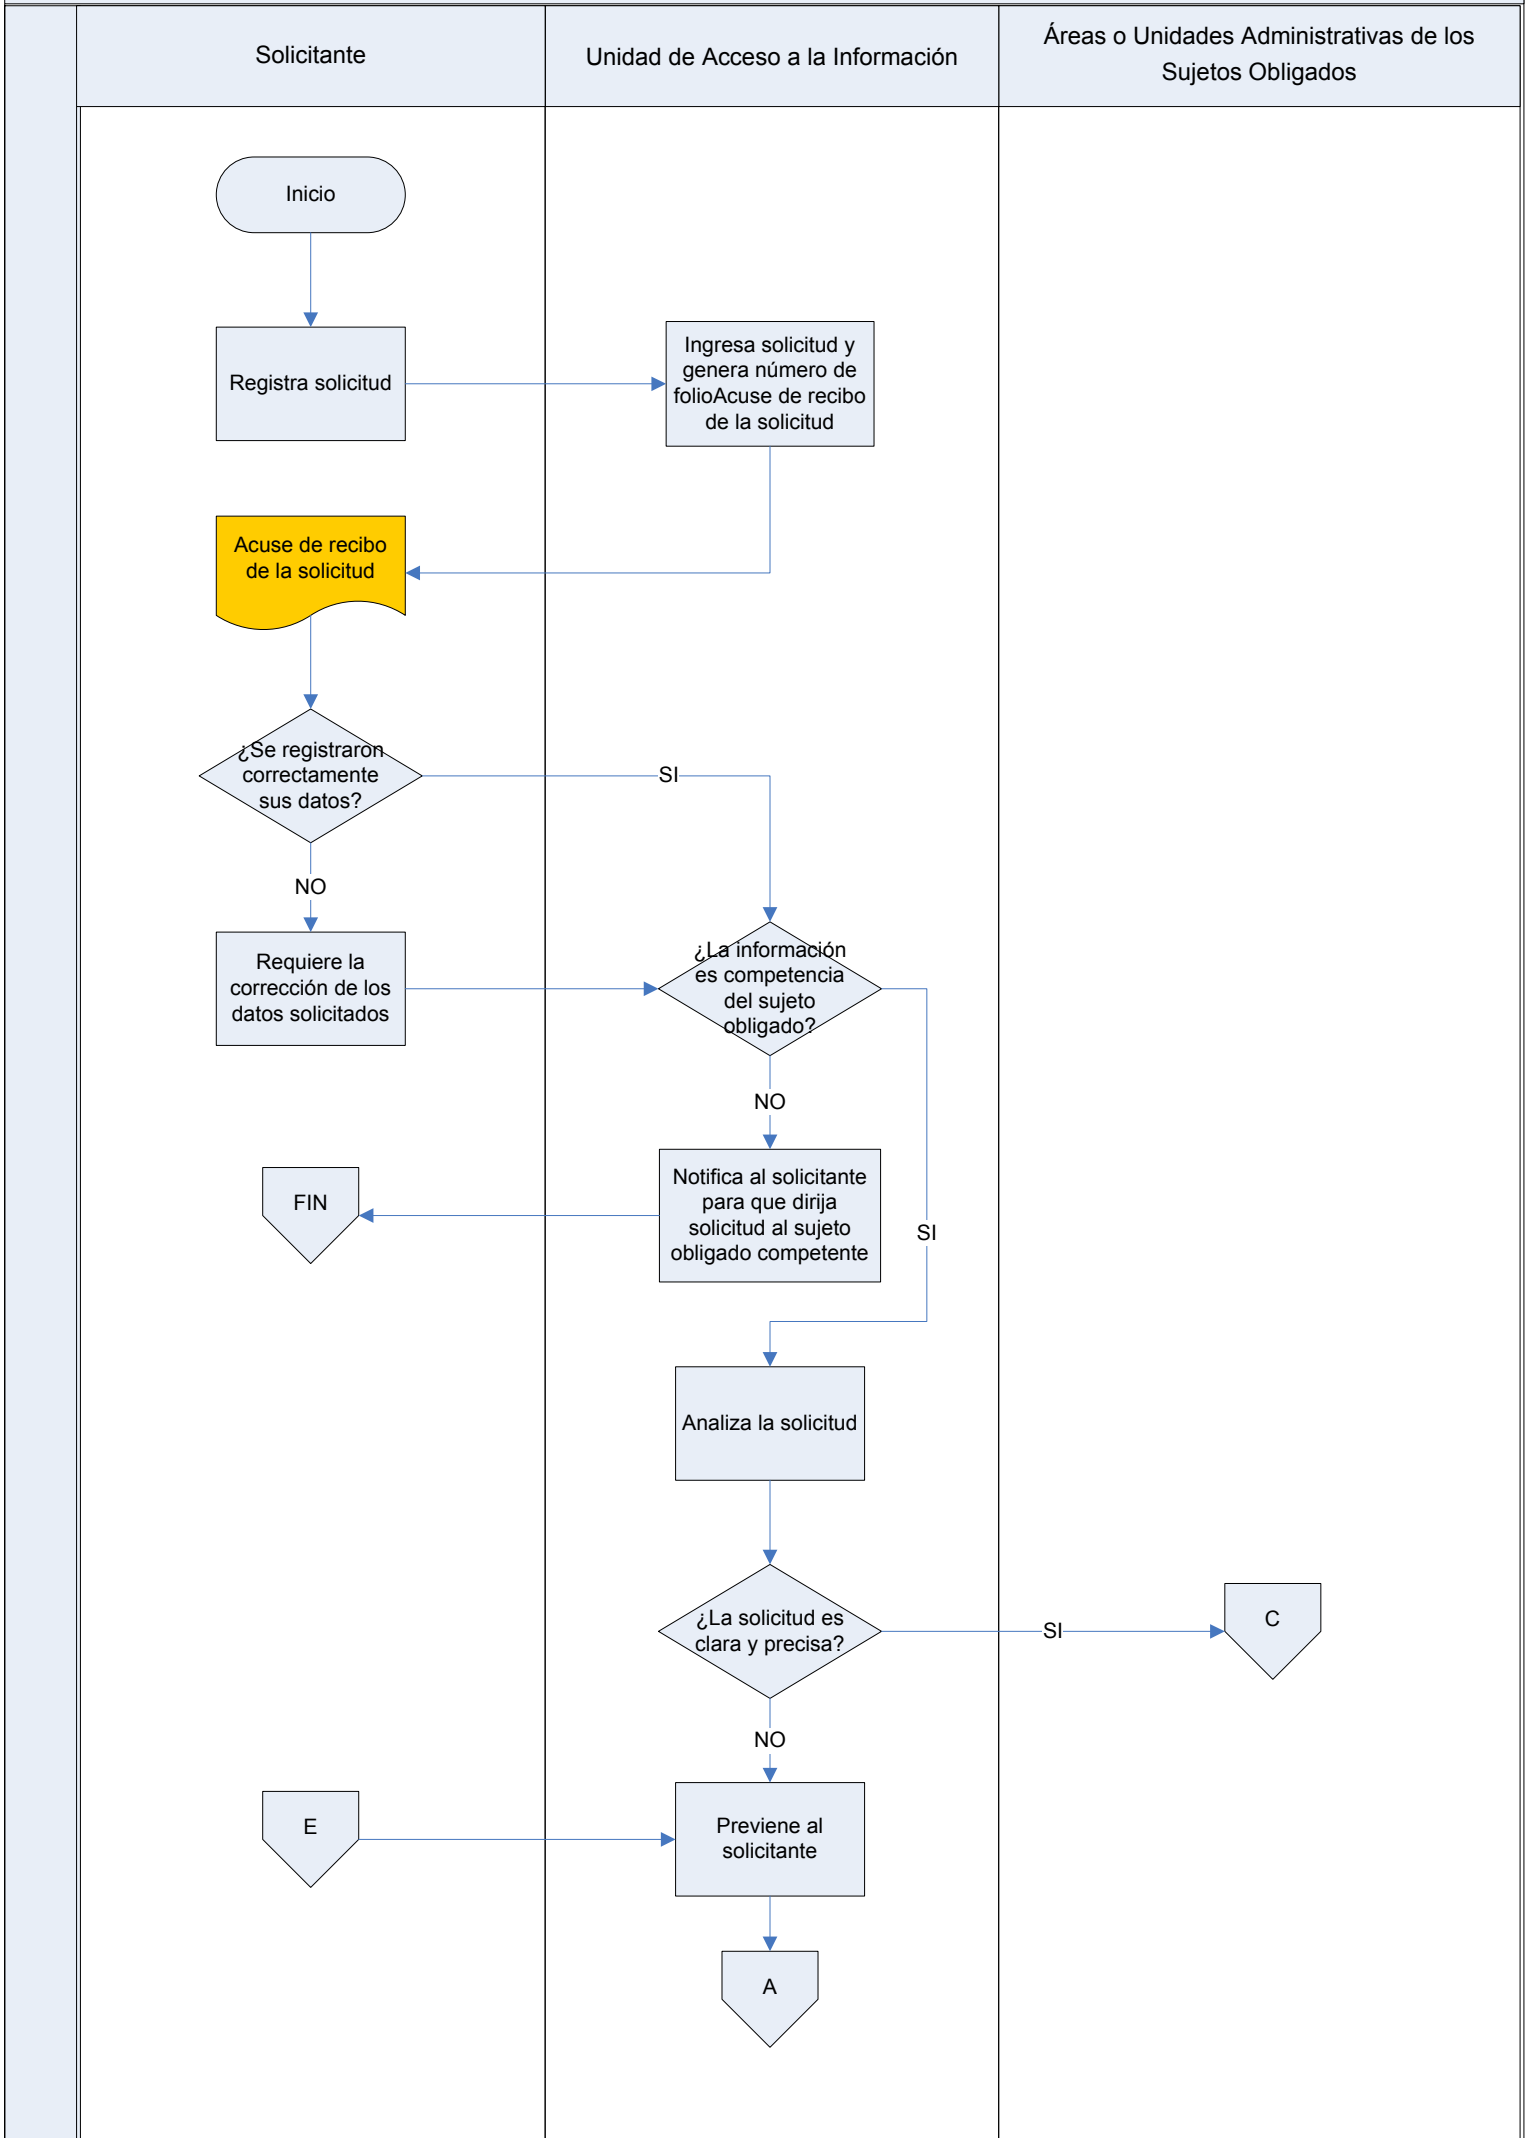 Solicitante
Unidad de Acceso a la Información
Áreas o Unidades Administrativas de los
Sujetos Obligados
Inicio
Registra solicitud
Ingresa solicitud y
genera número de
folioAcuse de recibo
de la solicitud
Acuse de recibo
de la solicitud
¿Se registraron
correctamente
sus datos?
SI
NO
Requiere la
corrección de los
datos solicitados
¿La información
es competencia
del sujeto
obligado?
NO
Notifica al solicitante
para que dirija
solicitud al sujeto
obligado competente
FIN
SI
Analiza la solicitud
¿La solicitud es
clara y precisa?
SI
C
NO
E
Previene al
solicitante
A